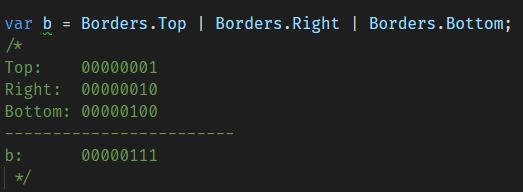 var b = Borders.Top | Borders.Right | Borders.Bottom;
/*
Top:    00000001
Right:  00000010
Bottom: 00000100
------------------------
b:      00000111
*/